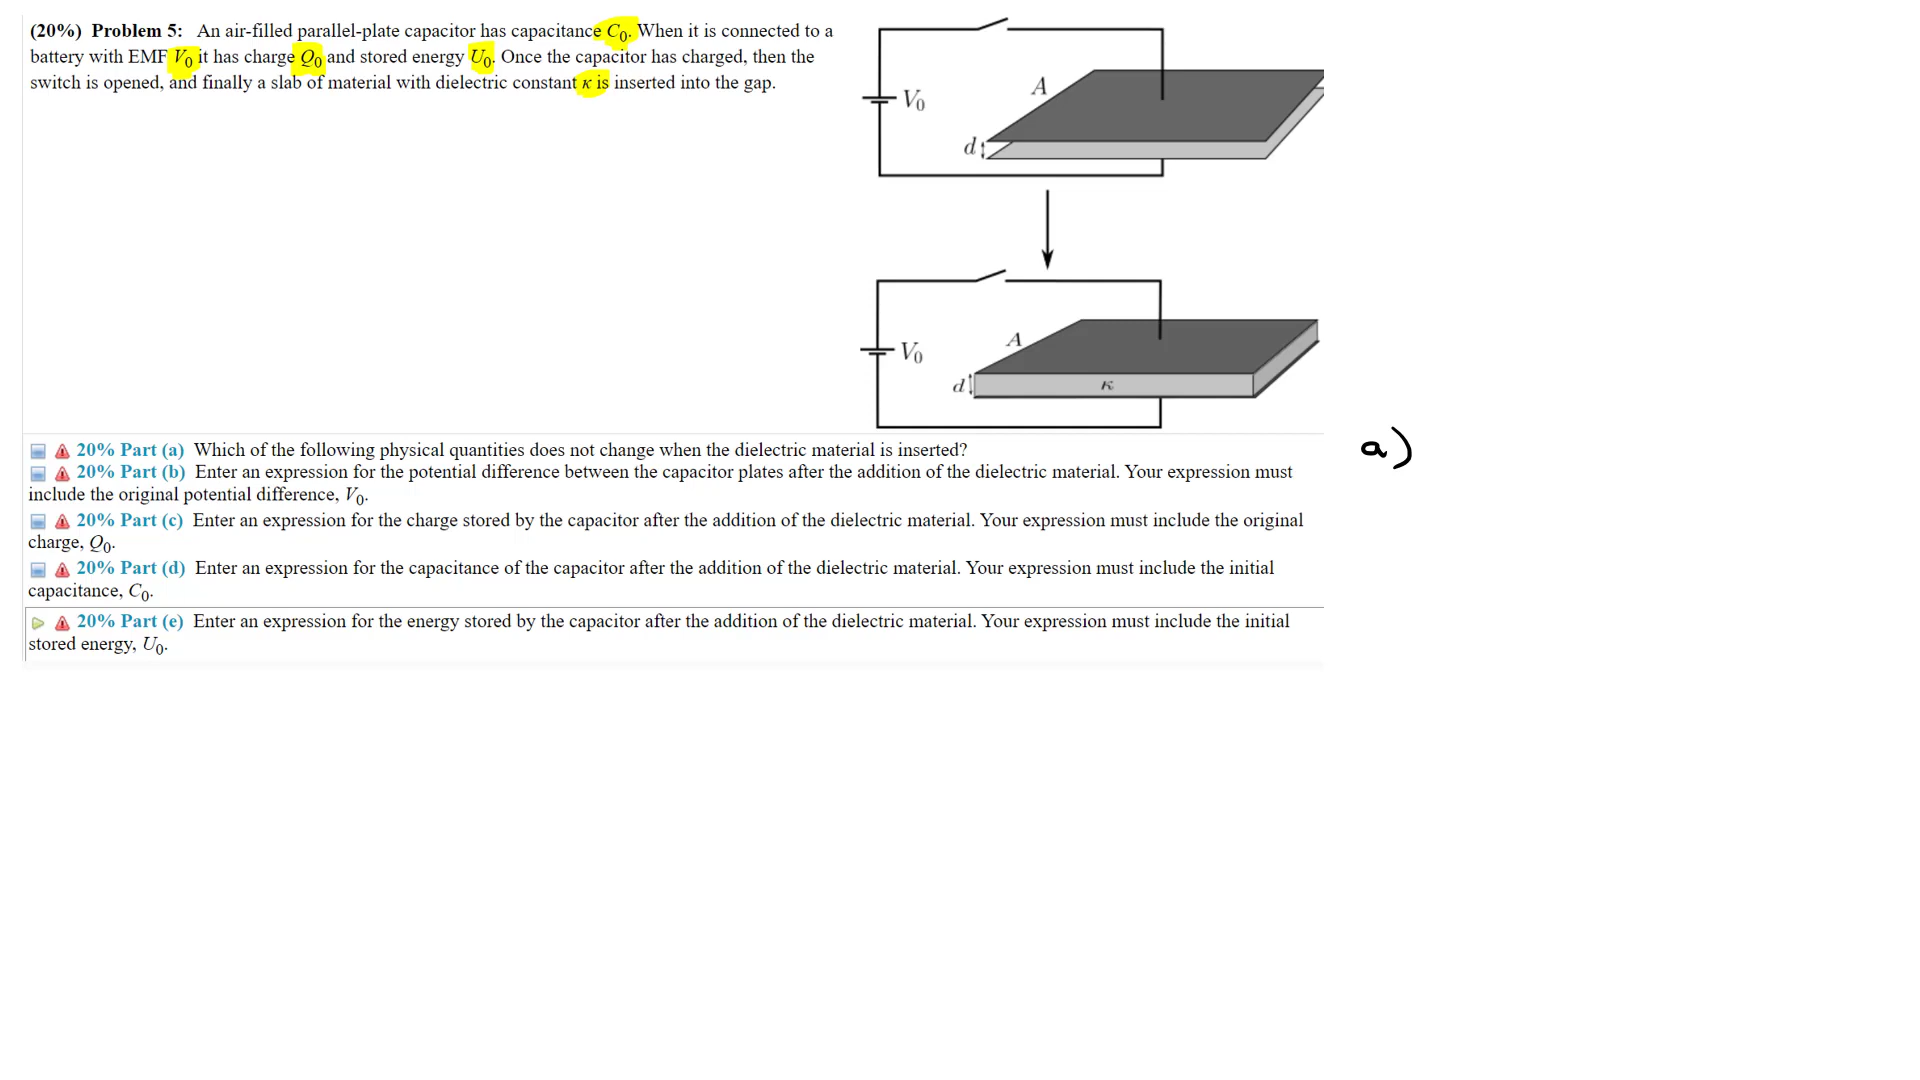 (20%) Problem 5: An air-filled parallel-plate capacitor has capacitance C₀. When it is connected to a
battery with EMF V₀ it has charge Q₀ and stored energy U₀. Once the capacitor has charged, then the
switch is opened, and finally a slab of material with dielectric constant κ is inserted into the gap.
V₀
A
d
V₀
A
d
κ
20% Part (a) Which of the following physical quantities does not change when the dielectric material is inserted?
a)
20% Part (b) Enter an expression for the potential difference between the capacitor plates after the addition of the dielectric material. Your expression must
include the original potential difference, V₀.
20% Part (c) Enter an expression for the charge stored by the capacitor after the addition of the dielectric material. Your expression must include the original
charge, Q₀.
20% Part (d) Enter an expression for the capacitance of the capacitor after the addition of the dielectric material. Your expression must include the initial
capacitance, C₀.
20% Part (e) Enter an expression for the energy stored by the capacitor after the addition of the dielectric material. Your expression must include the initial
stored energy, U₀.